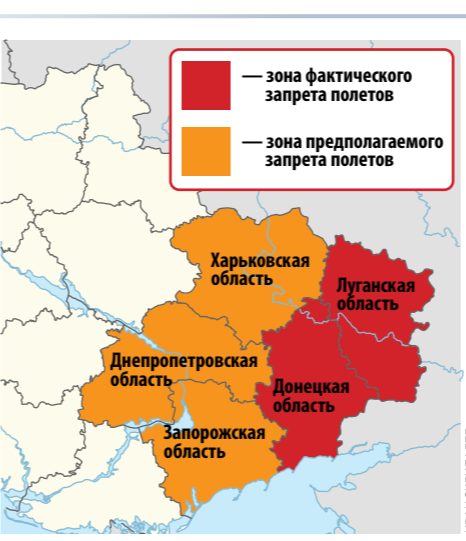 — зона фактического
запрета полетов
— зона предполагаемого
запрета полетов
Харьковская
область
Луганская
область
Днепропетровская
область
Донецкая
область
Запорожская
область